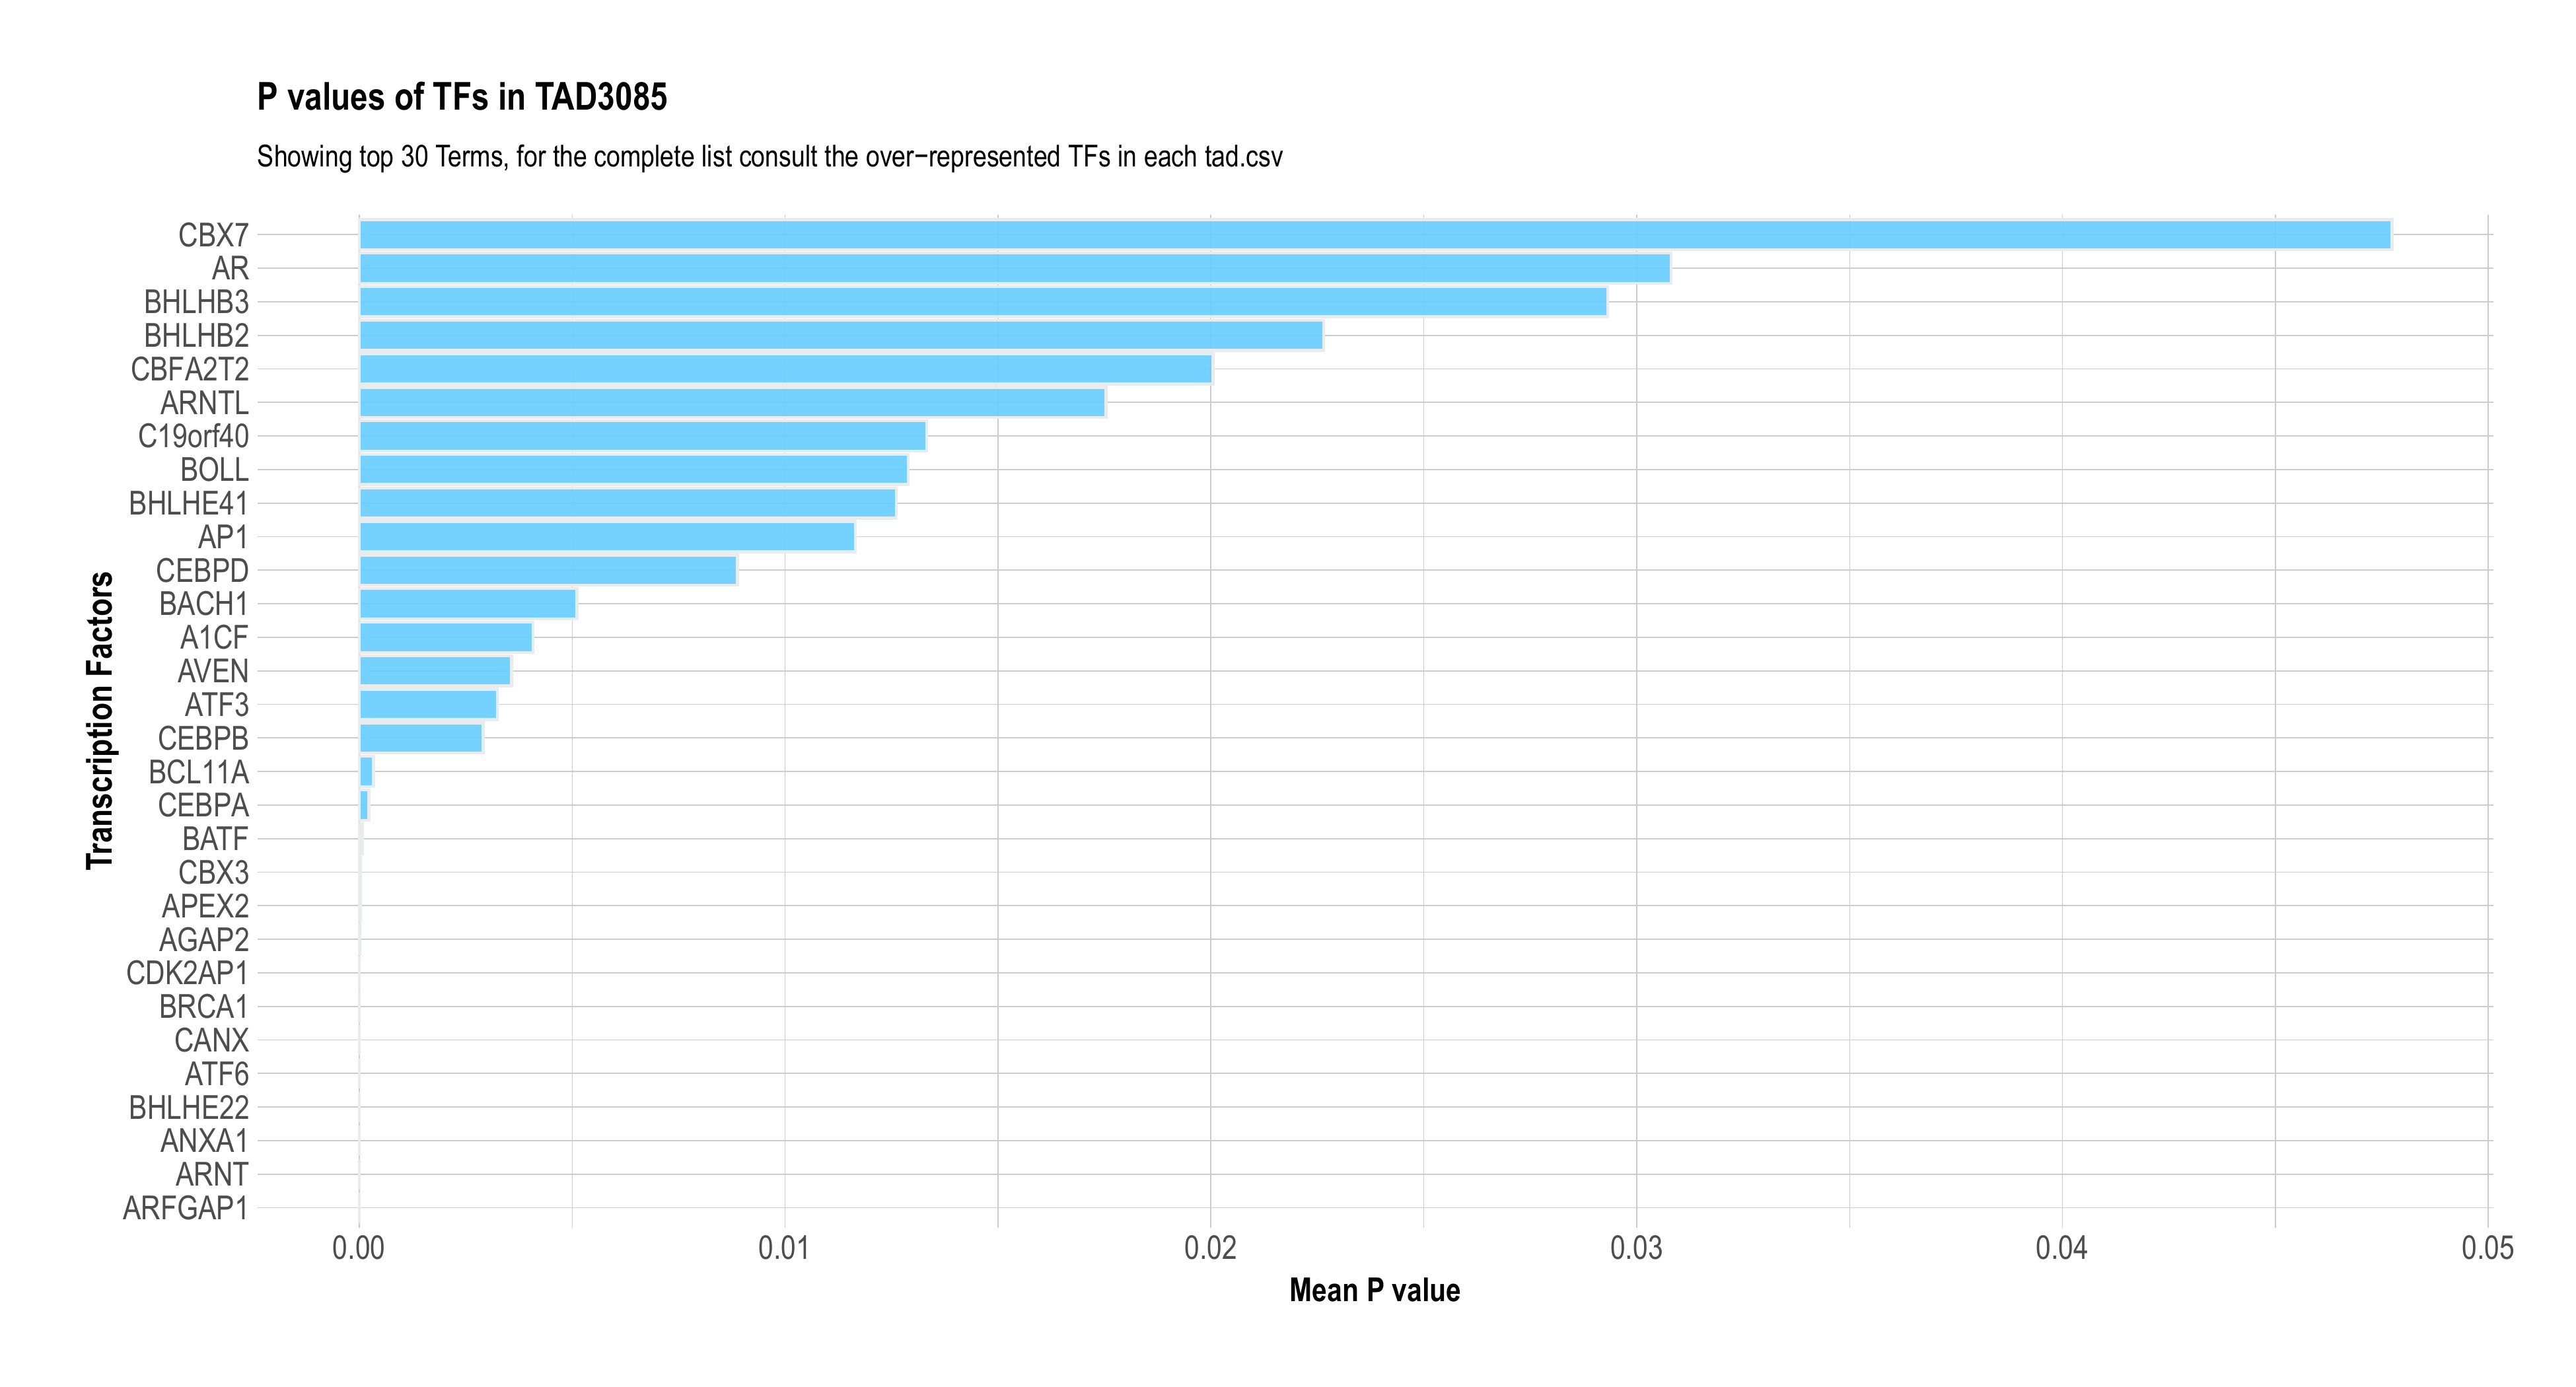 P values of TFs in TAD3085
Showing top 30 Terms, for the complete list consult the over−represented TFs in each tad.csv
Transcription Factors
CBX7
AR
BHLHB3
BHLHB2
CBFA2T2
ARNTL
C19orf40
BOLL
BHLHE41
AP1
CEBPD
BACH1
A1CF
AVEN
ATF3
CEBPB
BCL11A
CEBPA
BATF
CBX3
APEX2
AGAP2
CDK2AP1
BRCA1
CANX
ATF6
BHLHE22
ANXA1
ARNT
ARFGAP1
0.00 0.01 0.02 0.03 0.04 0.05
Mean P value